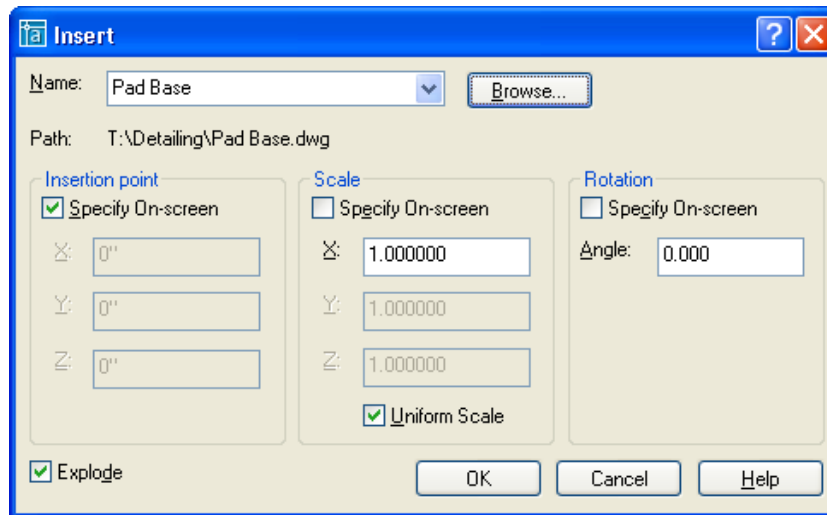 Insert
Name: Pad Base Browse...
Path: T:\Detailing\Pad Base.dwg
Insertion point
Specify On-screen
X: 0"
Y: 0"
Z: 0"
Scale
Specify On-screen
X: 1.000000
Y: 1.000000
Z: 1.000000
Uniform Scale
Rotation
Specify On-screen
Angle: 0.000
Explode
OK Cancel Help